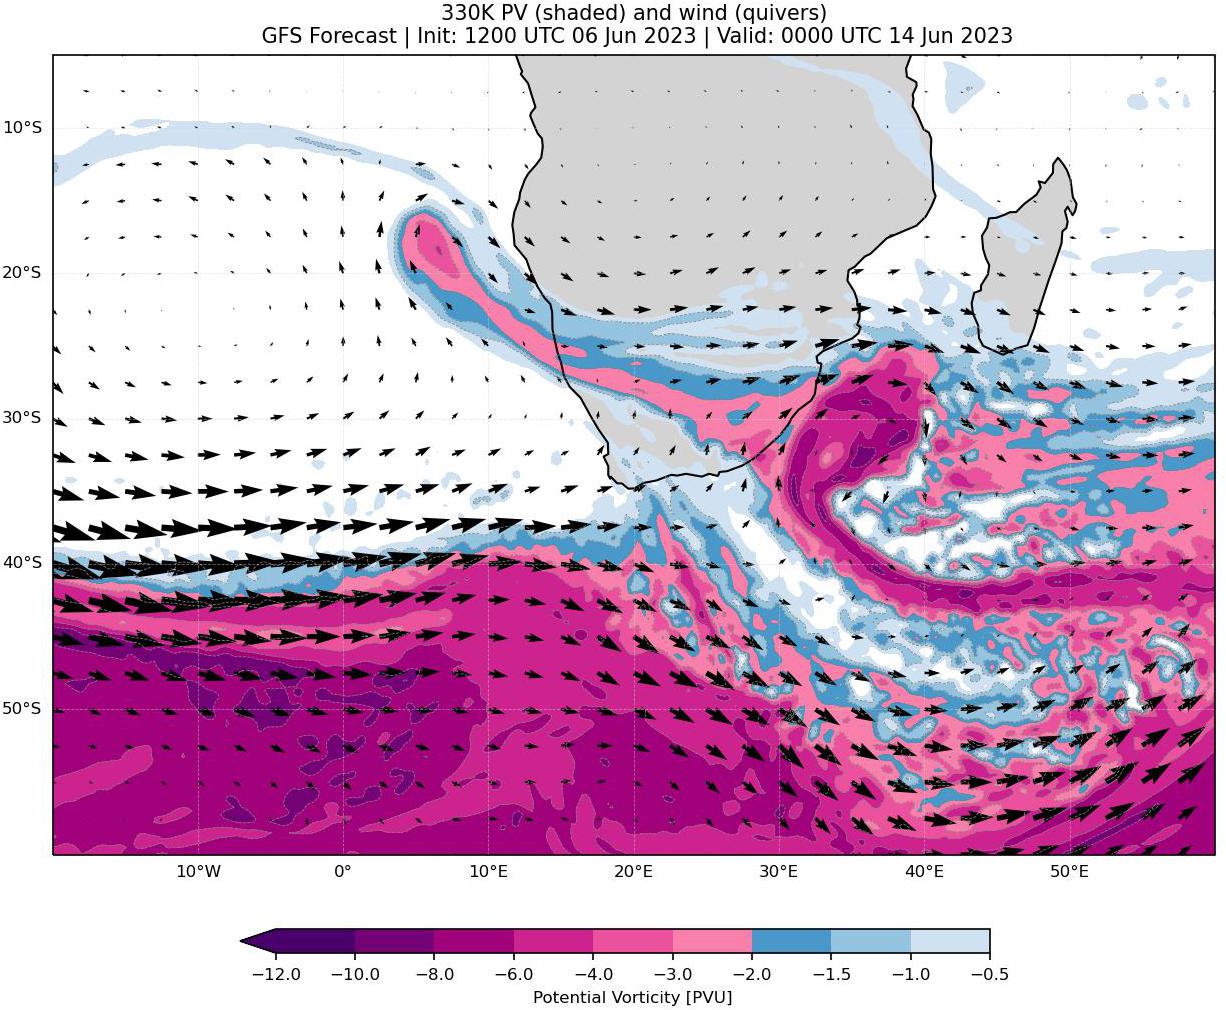 330K PV (shaded) and wind (quivers)
GFS Forecast | Init: 1200 UTC 06 Jun 2023 | Valid: 0000 UTC 14 Jun 2023
10°S
20°S
30°S
40°S
50°S
10°W 0° 10°E 20°E 30°E 40°E 50°E
−12.0 −10.0 −8.0 −6.0 −4.0 −3.0 −2.0 −1.5 −1.0 −0.5
Potential Vorticity [PVU]